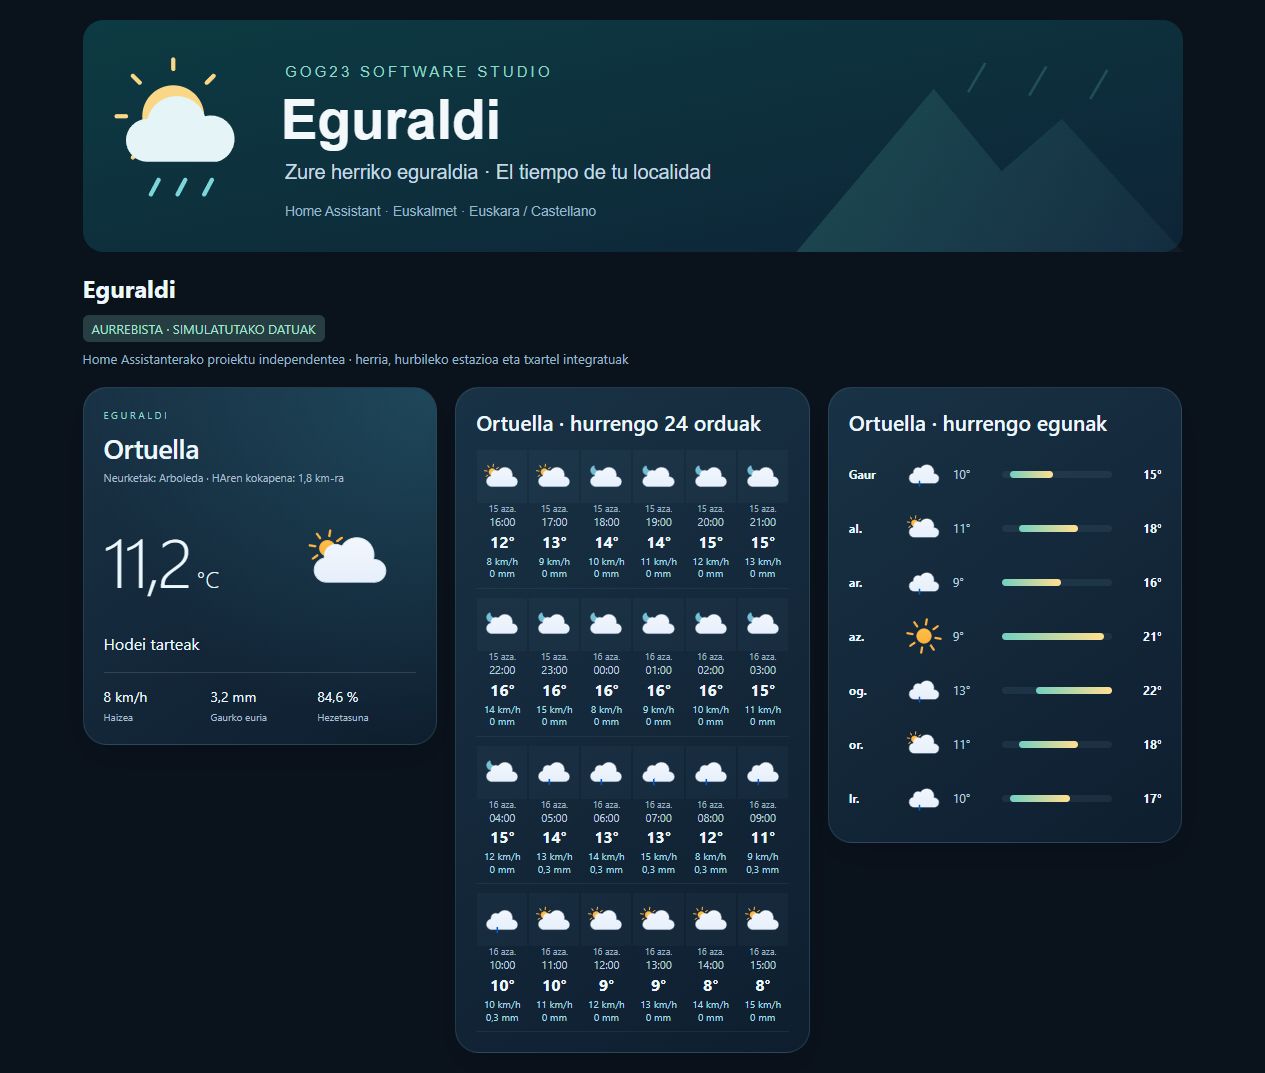 GOG23 SOFTWARE STUDIO
Eguraldi
Zure herriko eguraldia · El tiempo de tu localidad
Home Assistant · Euskalmet · Euskara / Castellano
Eguraldi
AURREBISTA · SIMULATUTAKO DATUAK
Home Assistanterako proiektu independentea · herria, hurbileko estazioa eta txartel integratuak
EGURALDI
Ortuella
Neurketak: Arboleda · HAren kokapena: 1,8 km-ra
11,2 °C
Hodei tarteak
8 km/h 3,2 mm 84,6 %
Haizea Gaurko euria Hezetasuna
Ortuella · hurrengo 24 orduak
15 aza. 15 aza. 15 aza. 15 aza. 15 aza. 15 aza.
16:00 17:00 18:00 19:00 20:00 21:00
12° 13° 14° 14° 15° 15°
8 km/h 9 km/h 10 km/h 11 km/h 12 km/h 13 km/h
0 mm 0 mm 0 mm 0 mm 0 mm 0 mm
15 aza. 15 aza. 16 aza. 16 aza. 16 aza. 16 aza.
22:00 23:00 00:00 01:00 02:00 03:00
16° 16° 16° 16° 16° 15°
14 km/h 15 km/h 8 km/h 9 km/h 10 km/h 11 km/h
0 mm 0 mm 0 mm 0 mm 0 mm 0 mm
16 aza. 16 aza. 16 aza. 16 aza. 16 aza. 16 aza.
04:00 05:00 06:00 07:00 08:00 09:00
15° 14° 13° 13° 12° 11°
12 km/h 13 km/h 14 km/h 15 km/h 8 km/h 9 km/h
0 mm 0,3 mm 0,3 mm 0,3 mm 0,3 mm 0,3 mm
16 aza. 16 aza. 16 aza. 16 aza. 16 aza. 16 aza.
10:00 11:00 12:00 13:00 14:00 15:00
10° 10° 9° 9° 8° 8°
10 km/h 11 km/h 12 km/h 13 km/h 14 km/h 15 km/h
0,3 mm 0 mm 0 mm 0 mm 0 mm 0 mm
Ortuella · hurrengo egunak
Gaur 10° 15°
al. 11° 18°
ar. 9° 16°
az. 9° 21°
og. 13° 22°
or. 11° 18°
lr. 10° 17°